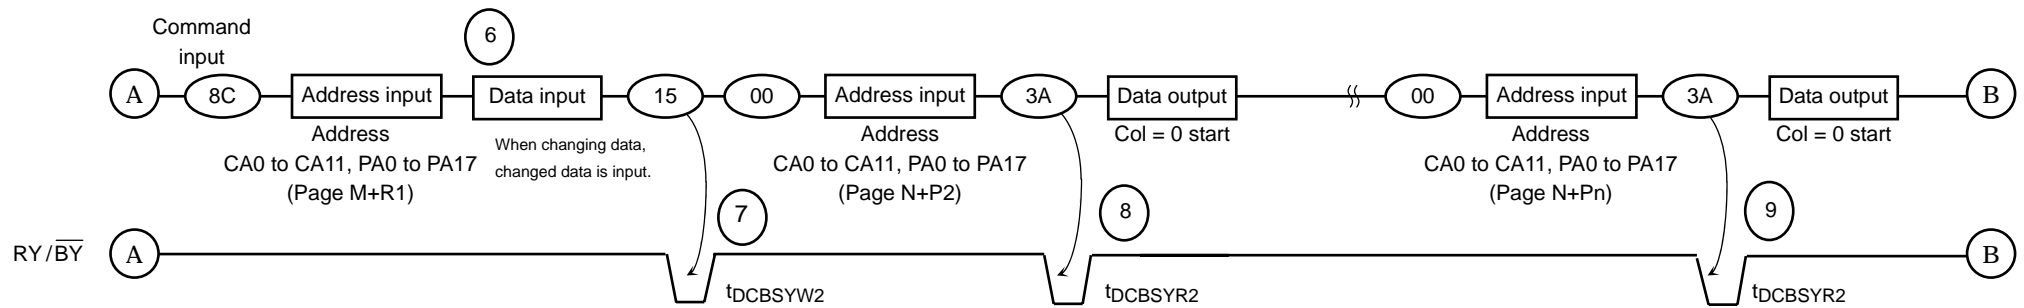 Command
input
6
A 8C Address input Data input 15 00 Address input 3A Data output 00 Address input 3A Data output B
Address
CA0 to CA11, PA0 to PA17
(Page M+R1)
When changing data,
changed data is input.
Address
CA0 to CA11, PA0 to PA17
(Page N+P2)
Col = 0 start
Address
CA0 to CA11, PA0 to PA17
(Page N+Pn)
Col = 0 start
7
8
9
RY/BY A B
tDCBSYW2
tDCBSYR2
tDCBSYR2